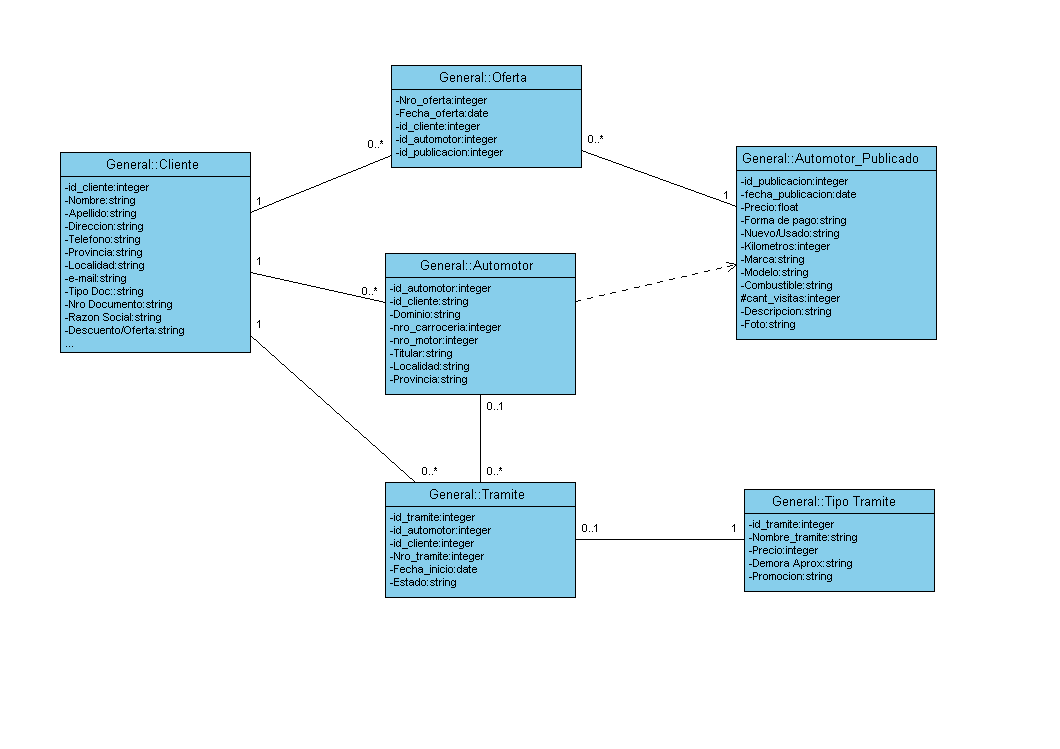 General::Oferta
-Nro_oferta:integer
-Fecha_oferta:date
-id_cliente:integer
-id_automotor:integer
-id_publicacion:integer
0..*
0..*
General::Cliente
-id_cliente:integer
-Nombre:string
-Apellido:string
-Direccion:string
-Telefono:string
-Provincia:string
-Localidad:string
-e-mail:string
-Tipo Doc::string
-Nro Documento:string
-Razon Social:string
-Descuento/Oferta:string
...
1
1
1
General::Automotor_Publicado
-id_publicacion:integer
-fecha_publicacion:date
-Precio:float
-Forma de pago:string
-Nuevo/Usado:string
-Kilometros:integer
-Marca:string
-Modelo:string
-Combustible:string
#cant_visitas:integer
-Descripcion:string
-Foto:string
1
General::Automotor
-id_automotor:integer
-id_cliente:string
-Dominio:string
-nro_carroceria:integer
-nro_motor:integer
-Titular:string
-Localidad:string
-Provincia:string
0..*
0..1
0..*
0..*
General::Tramite
-id_tramite:integer
-id_automotor:integer
-id_cliente:integer
-Nro_tramite:integer
-Fecha_inicio:date
-Estado:string
0..1
1
General::Tipo Tramite
-id_tramite:integer
-Nombre_tramite:string
-Precio:integer
-Demora Aprox:string
-Promocion:string